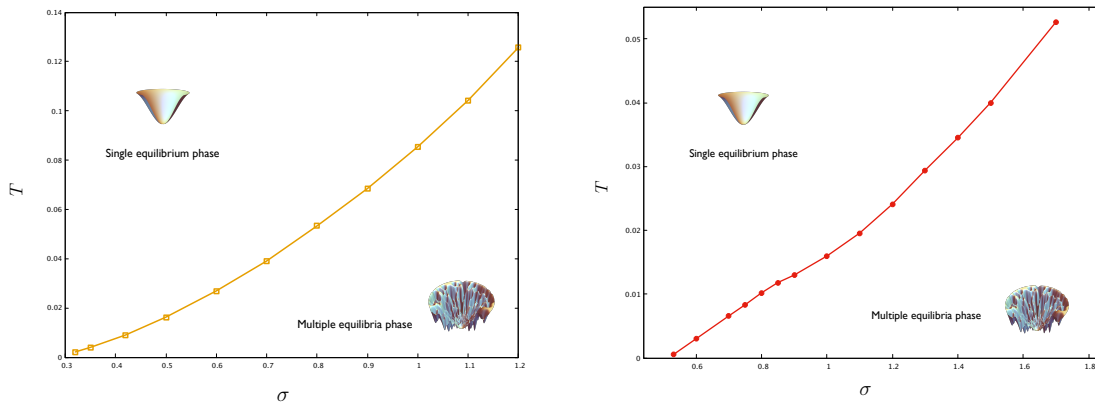 0.14
0.12
0.1
0.08
0.06
0.04
0.02
0
T
Single equilibrium phase
Multiple equilibria phase
0.3 0.4 0.5 0.6 0.7 0.8 0.9 1 1.1 1.2
σ
0.05
0.04
0.03
0.02
0.01
0
T
Single equilibrium phase
Multiple equilibria phase
0.6 0.8 1 1.2 1.4 1.6 1.8
σ